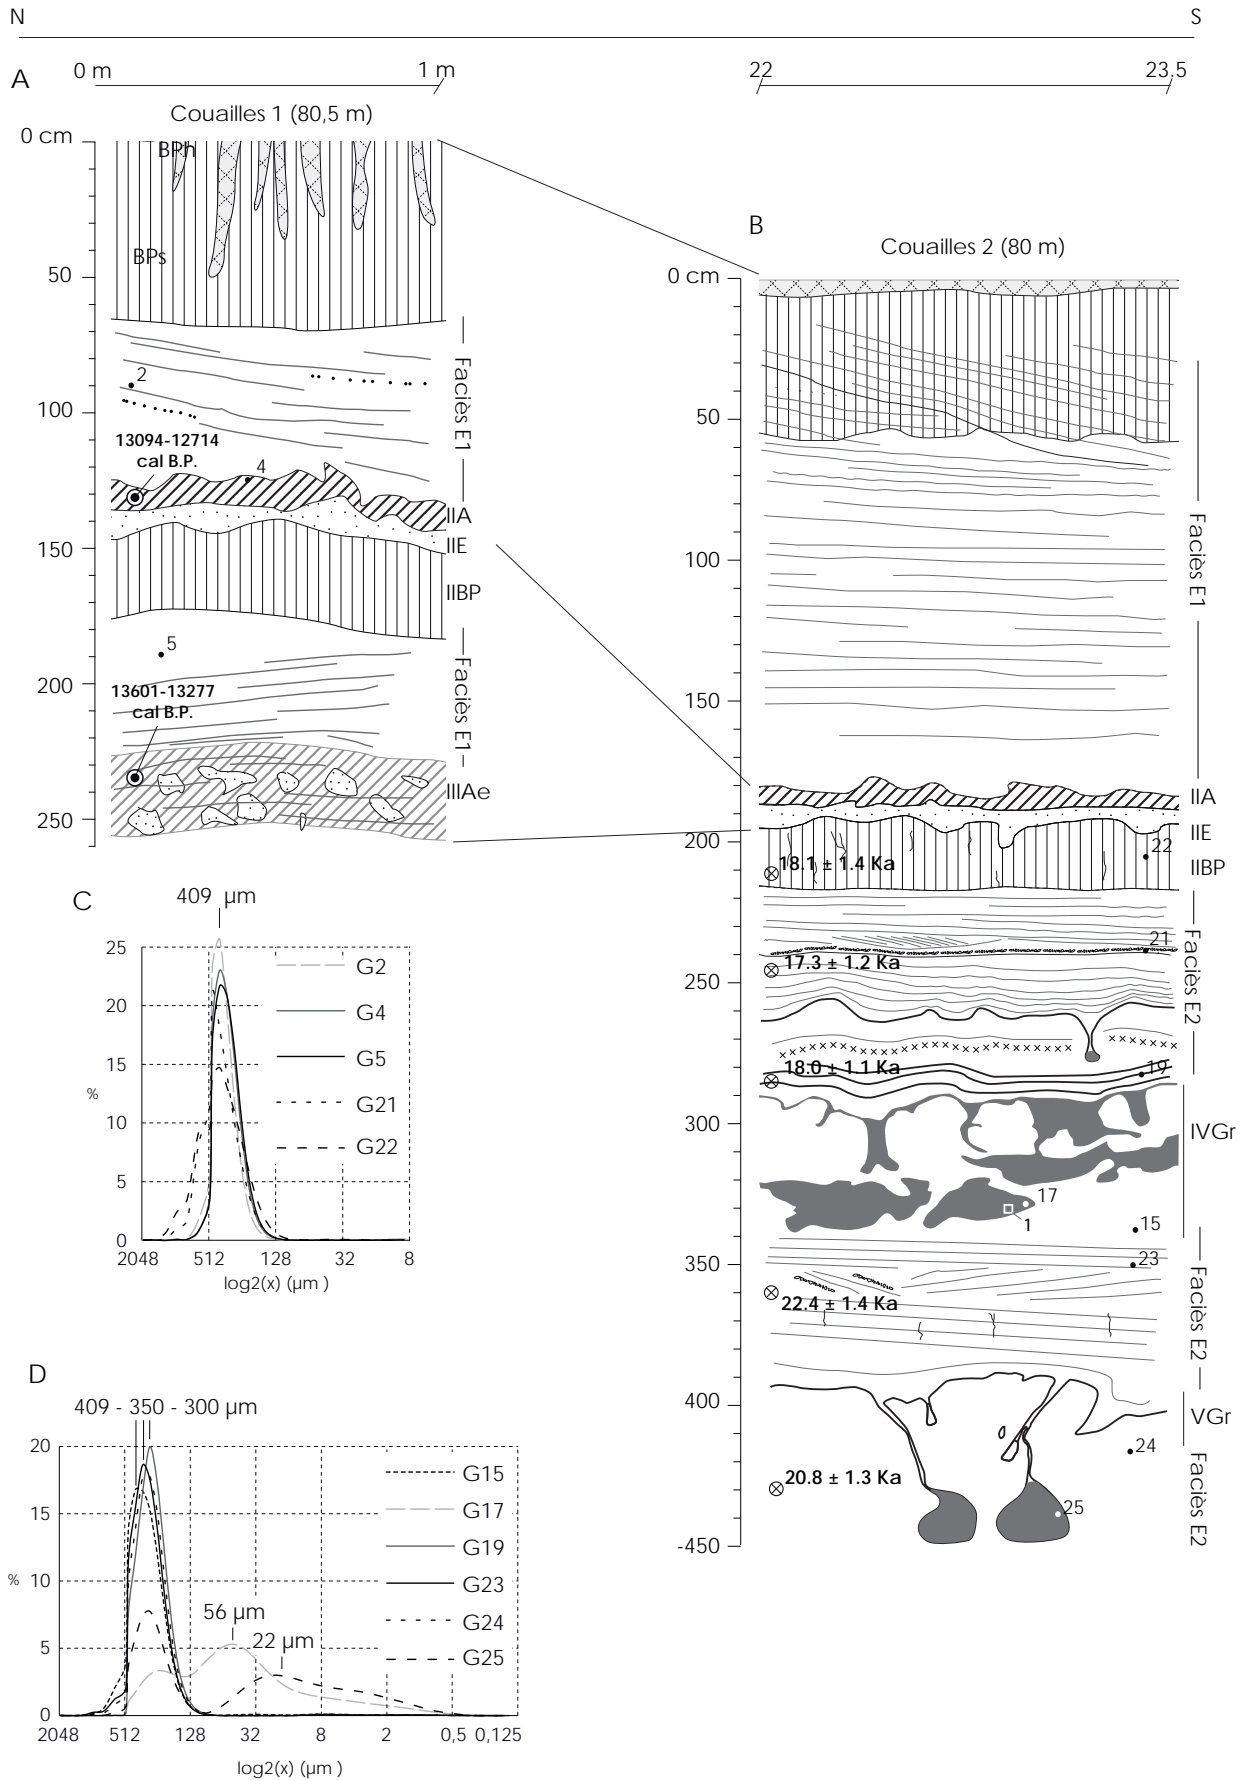 N S
A
0 m 1 m
Couailles 1 (80,5 m)
0 cm
BPh
BPs
50
2
100
13094-12714
cal B.P.
4
Faciès E1
IIA
IIE
150
IIBP
5
200
13601-13277
cal B.P.
Faciès E1
IIIAe
250
22 23.5
B
Couailles 2 (80 m)
0 cm
50
100
Faciès E1
150
IIA
200
IIE
22
18.1 ± 1.4 Ka
IIBP
21
17.3 ± 1.2 Ka
250
Faciès E2
18.0 ± 1.1 Ka
19
300
IVGr
17
1
15
23
350
22.4 ± 1.4 Ka
Faciès E2
400
VGr
24
20.8 ± 1.3 Ka
25
Faciès E2
-450
C
409 µm
25
20
15
%
10
5
0
G2
G4
G5
G21
G22
2048 512 128 32 8
log2(x) (µm )
D
409 - 350 - 300 µm
20
15
%
10
5
0
56 µm
22 µm
G15
G17
G19
G23
G24
G25
2048 512 128 32 8 2 0,5 0,125
log2(x) (µm )